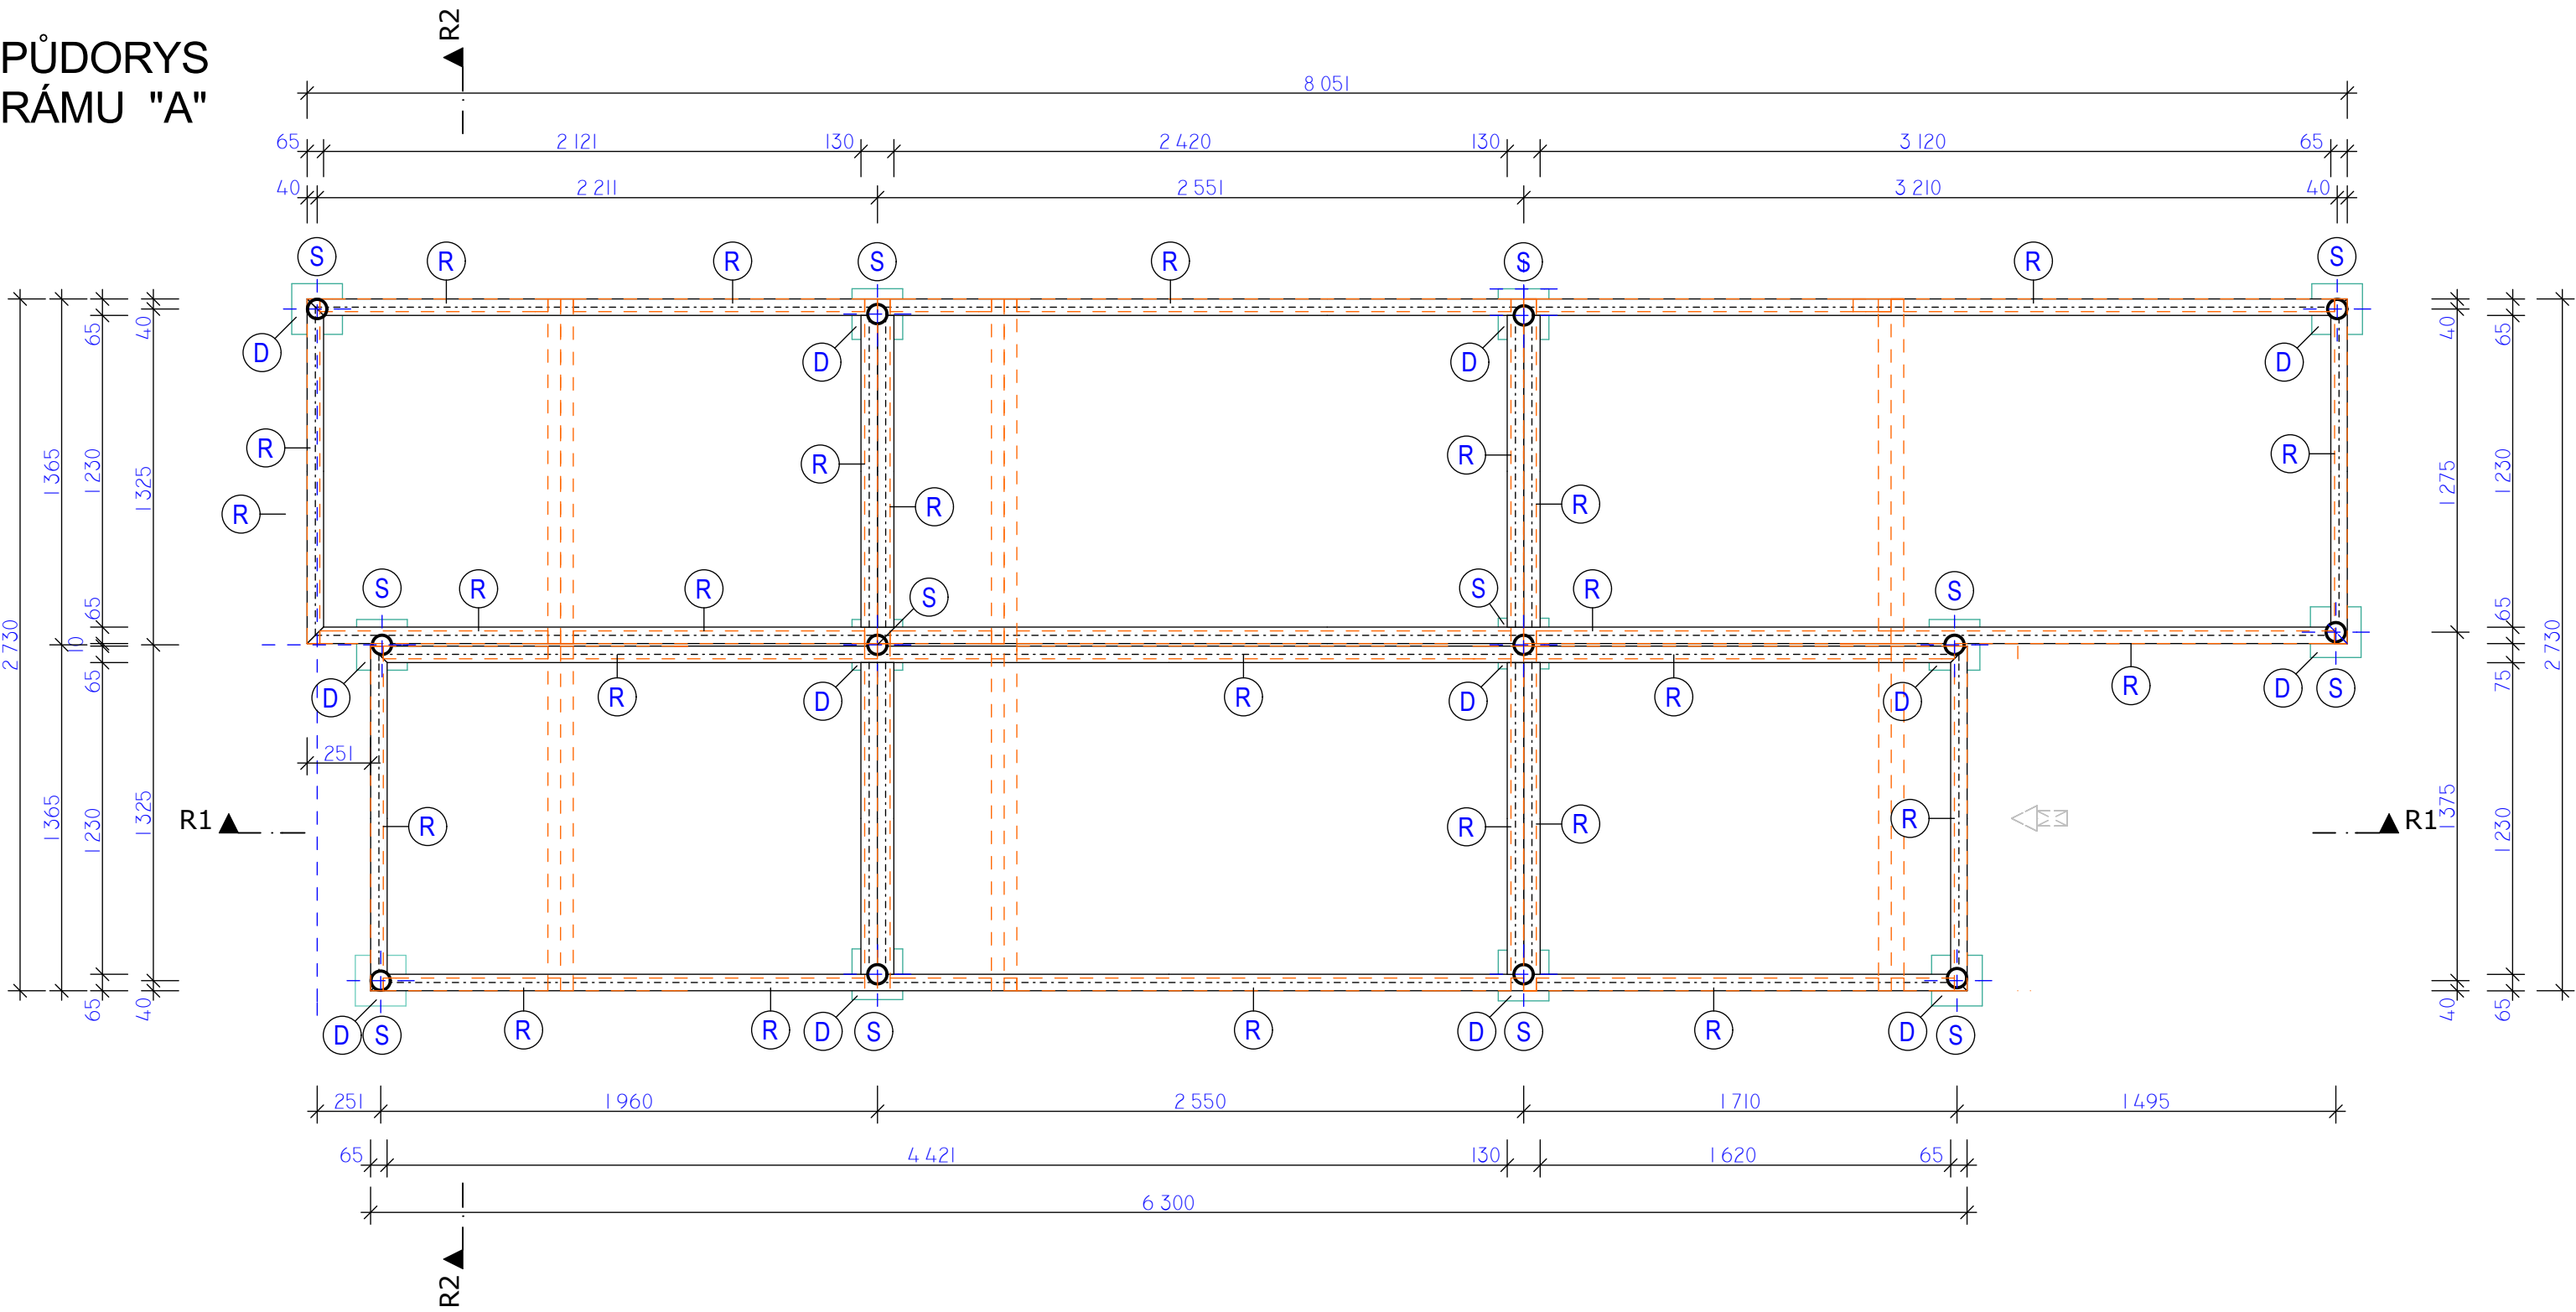 PŮDORYS
RÁMU "A"
R2
8 051
65
2 121
130
2 420
130
3 120
65
40
2 211
2 551
3 210
40
S
R
R
S
R
S
R
S
D
D
D
D
R
R
R
R
R
R
R
S
R
R
S
S
R
S
D
R
D
R
D
R
D
R
D
S
251
R1
R
R
R
R
R1
D
S
R
R
D
S
R
D
S
R
D
S
2 730
1 365
1 365
65
1 230
65
10
65
1 230
65
40
1 325
1 325
40
40
1 275
1 375
40
65
1 230
65
75
1 230
65
2 730
251
1 960
2 550
1 710
1 495
65
4 421
130
1 620
65
6 300
R2